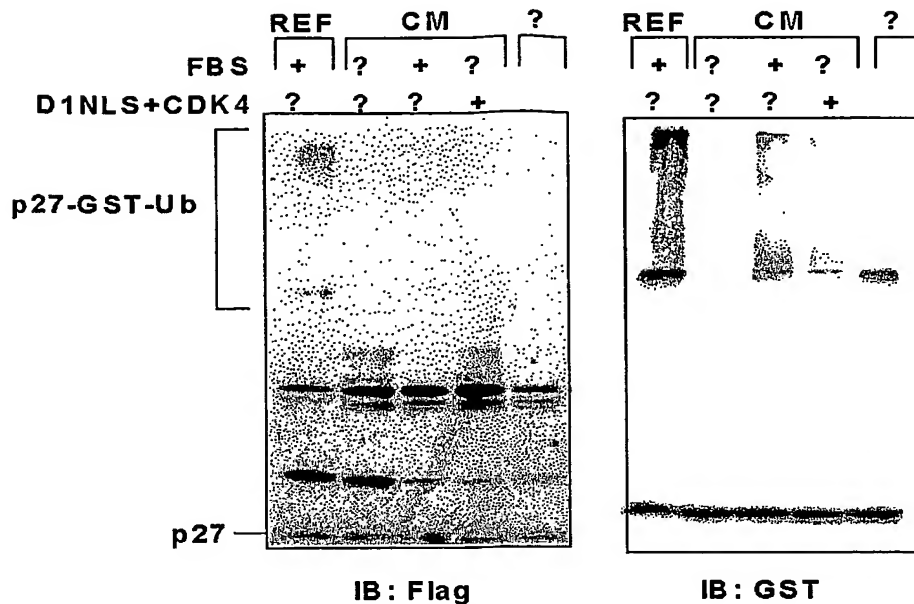 REF CM ? REF CM ?
FBS + ? + ? + ? + ?
D1NLS+CDK4 ? ? ? + ? ? ? +
p27-GST-Ub
p27
IB: Flag IB: GST